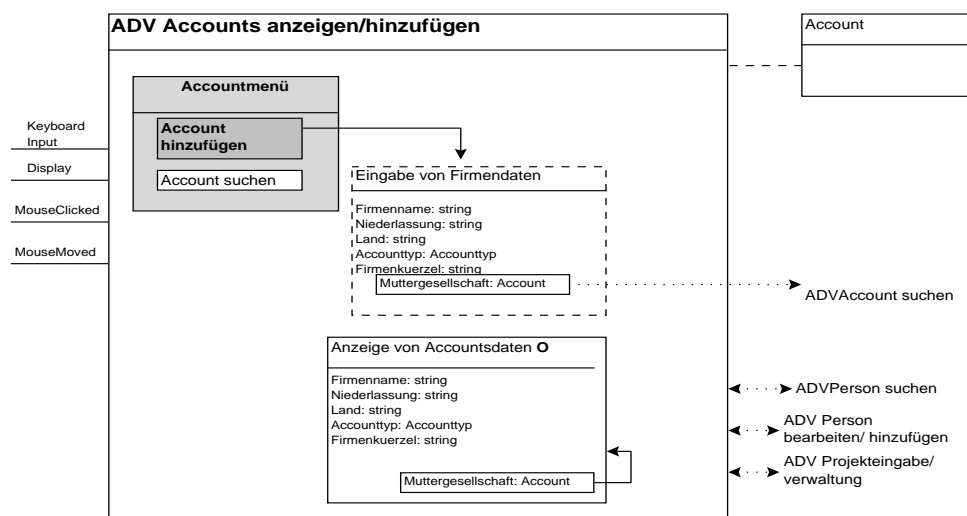 ADV Accounts anzeigen/hinzufügen
Account
Accountmenü
Account
hinzufügen
Account suchen
Keyboard
Input
Display
MouseClicked
MouseMoved
Eingabe von Firmendaten
Firmenname: string
Niederlassung: string
Land: string
Accounttyp: Accounttyp
Firmenkuerzel: string
Muttergesellschaft: Account
ADVAccount suchen
Anzeige von Accountsdaten O
Firmenname: string
Niederlassung: string
Land: string
Accounttyp: Accounttyp
Firmenkuerzel: string
Muttergesellschaft: Account
ADVPerson suchen
ADV Person
bearbeiten/ hinzufügen
ADV Projekteingabe/
verwaltung